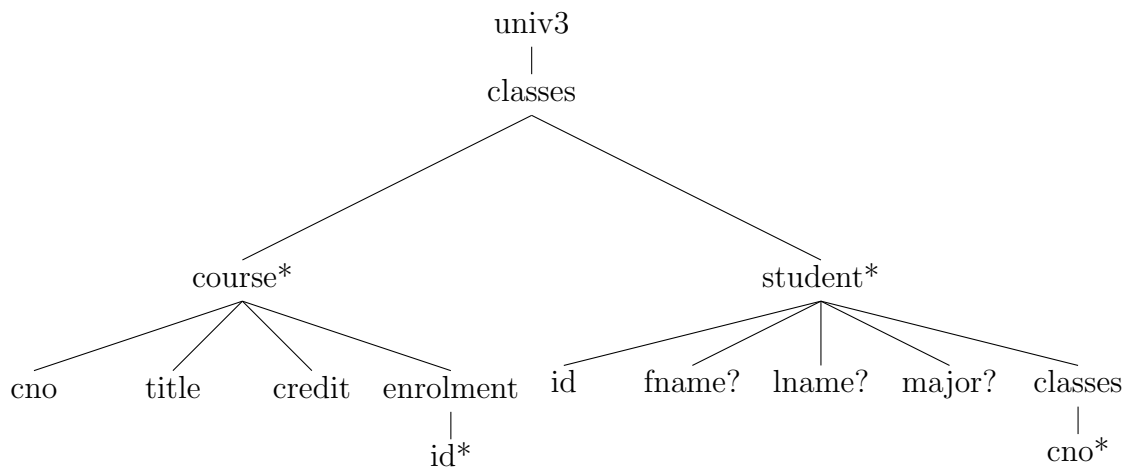 univ3
classes
course* student*
cno title credit enrolment id fname? lname? major? classes
id* cno*